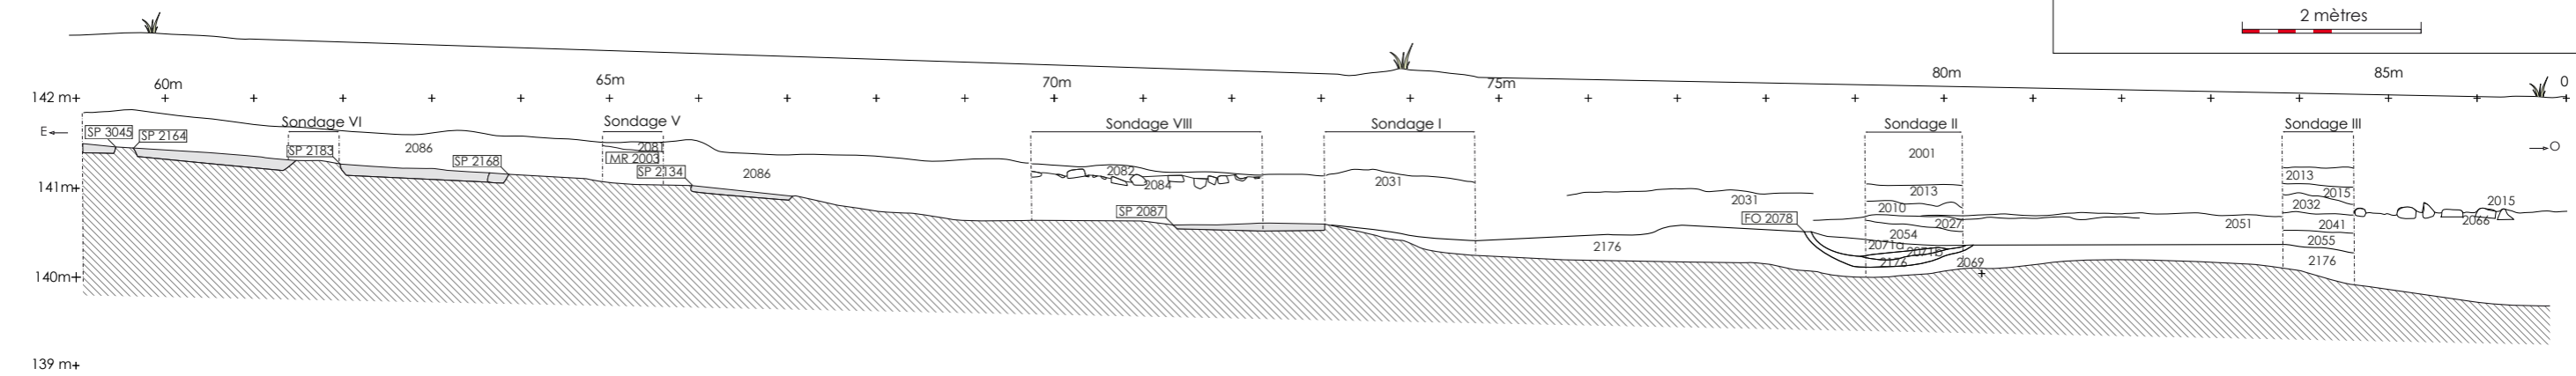 2 mètres
60m 65m 70m 75m 80m 85m 0
142 m
E Sondage VI Sondage V Sondage VIII Sondage I Sondage II Sondage III O
SP 3045 SP 2164 SP 2183 2086 SP 2168 2081 MR 2003 SP 2134 2086
2082 2084 SP 2087
2031 2031 FO 2078
2001
2013
2010
2027
2054
2071a 2071b
2176 2176 2069
2051
2013
2015
2032
2041
2055
2176
2015
2066
141m
140m
139 m